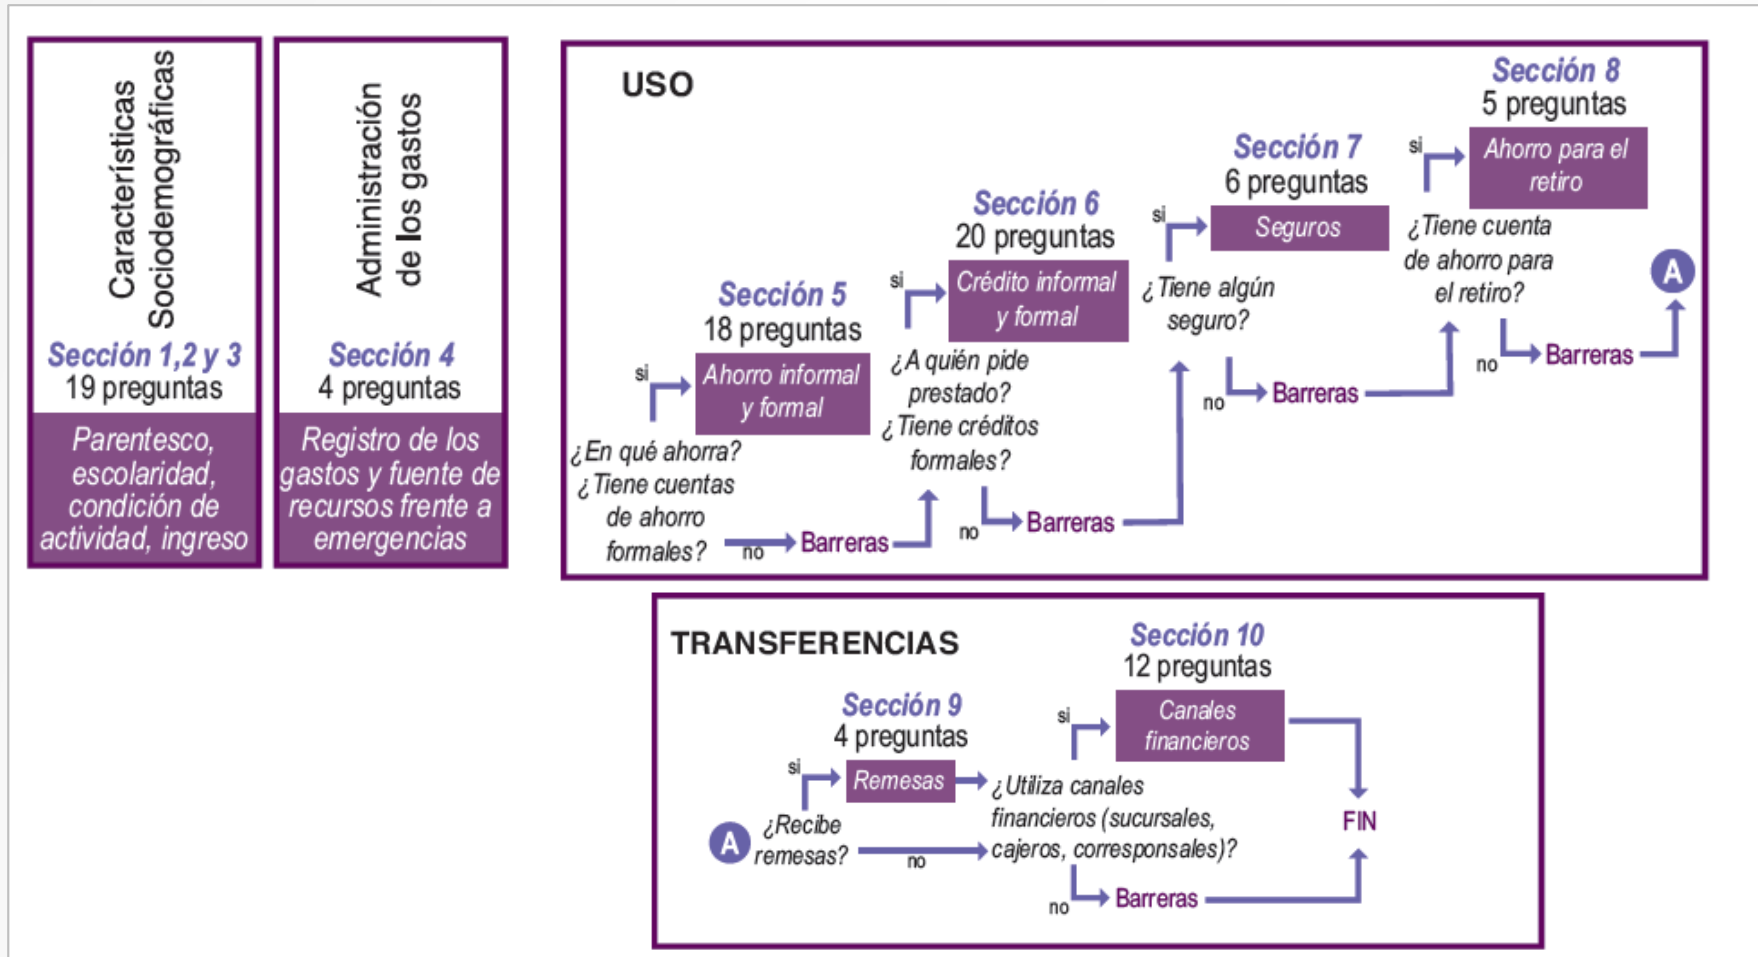 Características
Sociodemográficas
Sección 1,2 y 3
19 preguntas
Parentesco,
escolaridad,
condición de
actividad, ingreso
Administración
de los gastos
Sección 4
4 preguntas
Registro de los
gastos y fuente de
recursos frente a
emergencias
USO
Sección 5
18 preguntas
si
Ahorro informal
y formal
¿En qué ahorra?
¿Tiene cuentas
de ahorro
formales?
no
Barreras
Sección 6
20 preguntas
si
Crédito informal
y formal
¿A quién pide
prestado?
¿Tiene créditos
formales?
no
Barreras
Sección 7
6 preguntas
si
Seguros
¿Tiene algún
seguro?
no
Barreras
Sección 8
5 preguntas
si
Ahorro para el
retiro
¿Tiene cuenta
de ahorro para
el retiro?
no
Barreras
A
TRANSFERENCIAS
A
¿Recibe
remesas?
si
no
Sección 9
4 preguntas
Remesas
¿Utiliza canales
financieros (sucursales,
cajeros, corresponsales)?
si
Sección 10
12 preguntas
Canales
financieros
no
Barreras
FIN